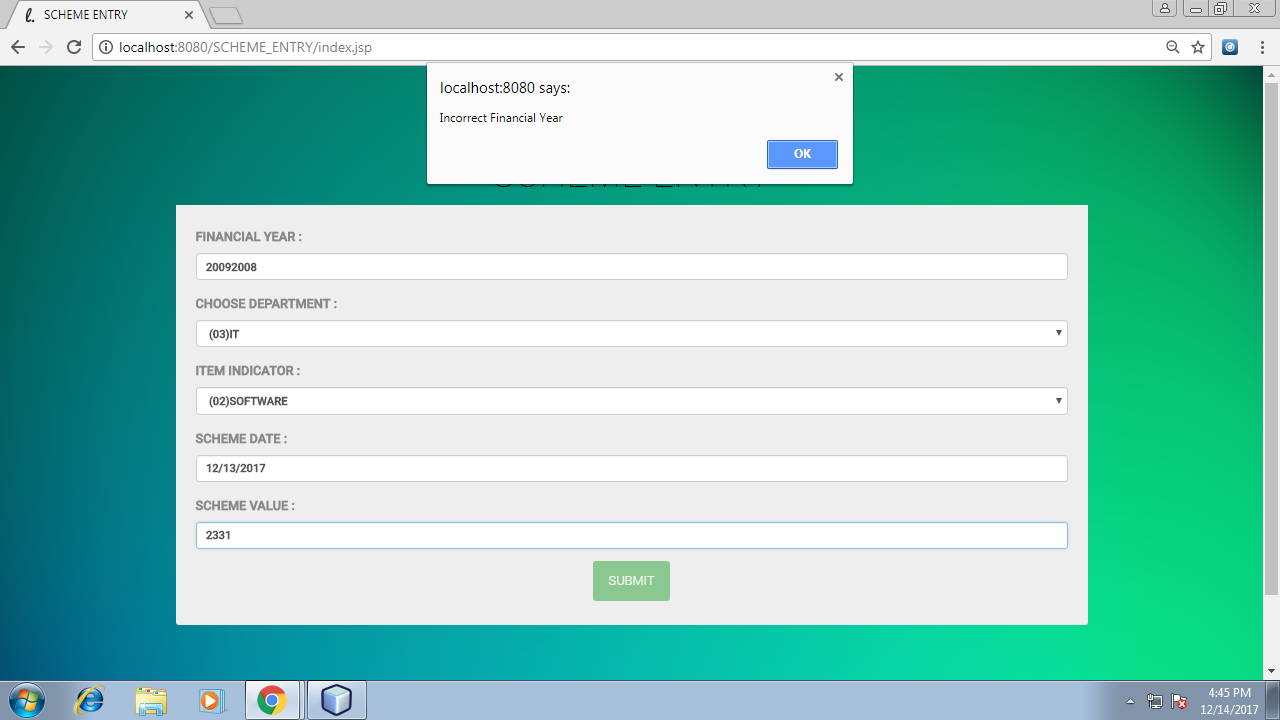 SCHEME ENTRY
localhost:8080/SCHEME_ENTRY/index.jsp
localhost:8080 says:
Incorrect Financial Year
OK
SCHEME ENTRY
FINANCIAL YEAR :
20092008
CHOOSE DEPARTMENT :
(03)IT
ITEM INDICATOR :
(02)SOFTWARE
SCHEME DATE :
12/13/2017
SCHEME VALUE :
2331
SUBMIT
4:45 PM
12/14/2017